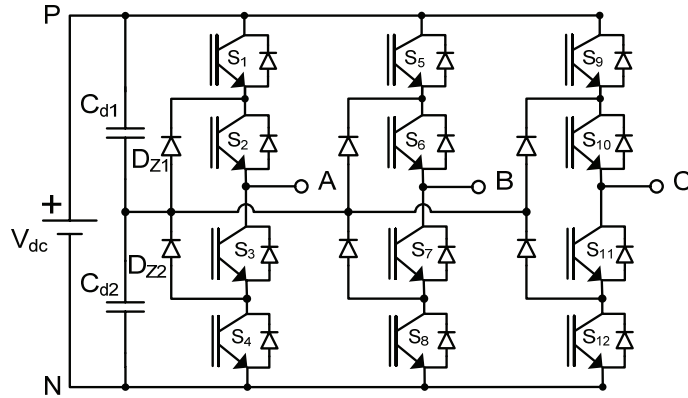 P
S1 S5 S9
Cd1
S2 S6 S10
DZ1
A B C
+
Vdc
DZ2
S3 S7 S11
Cd2
S4 S8 S12
N